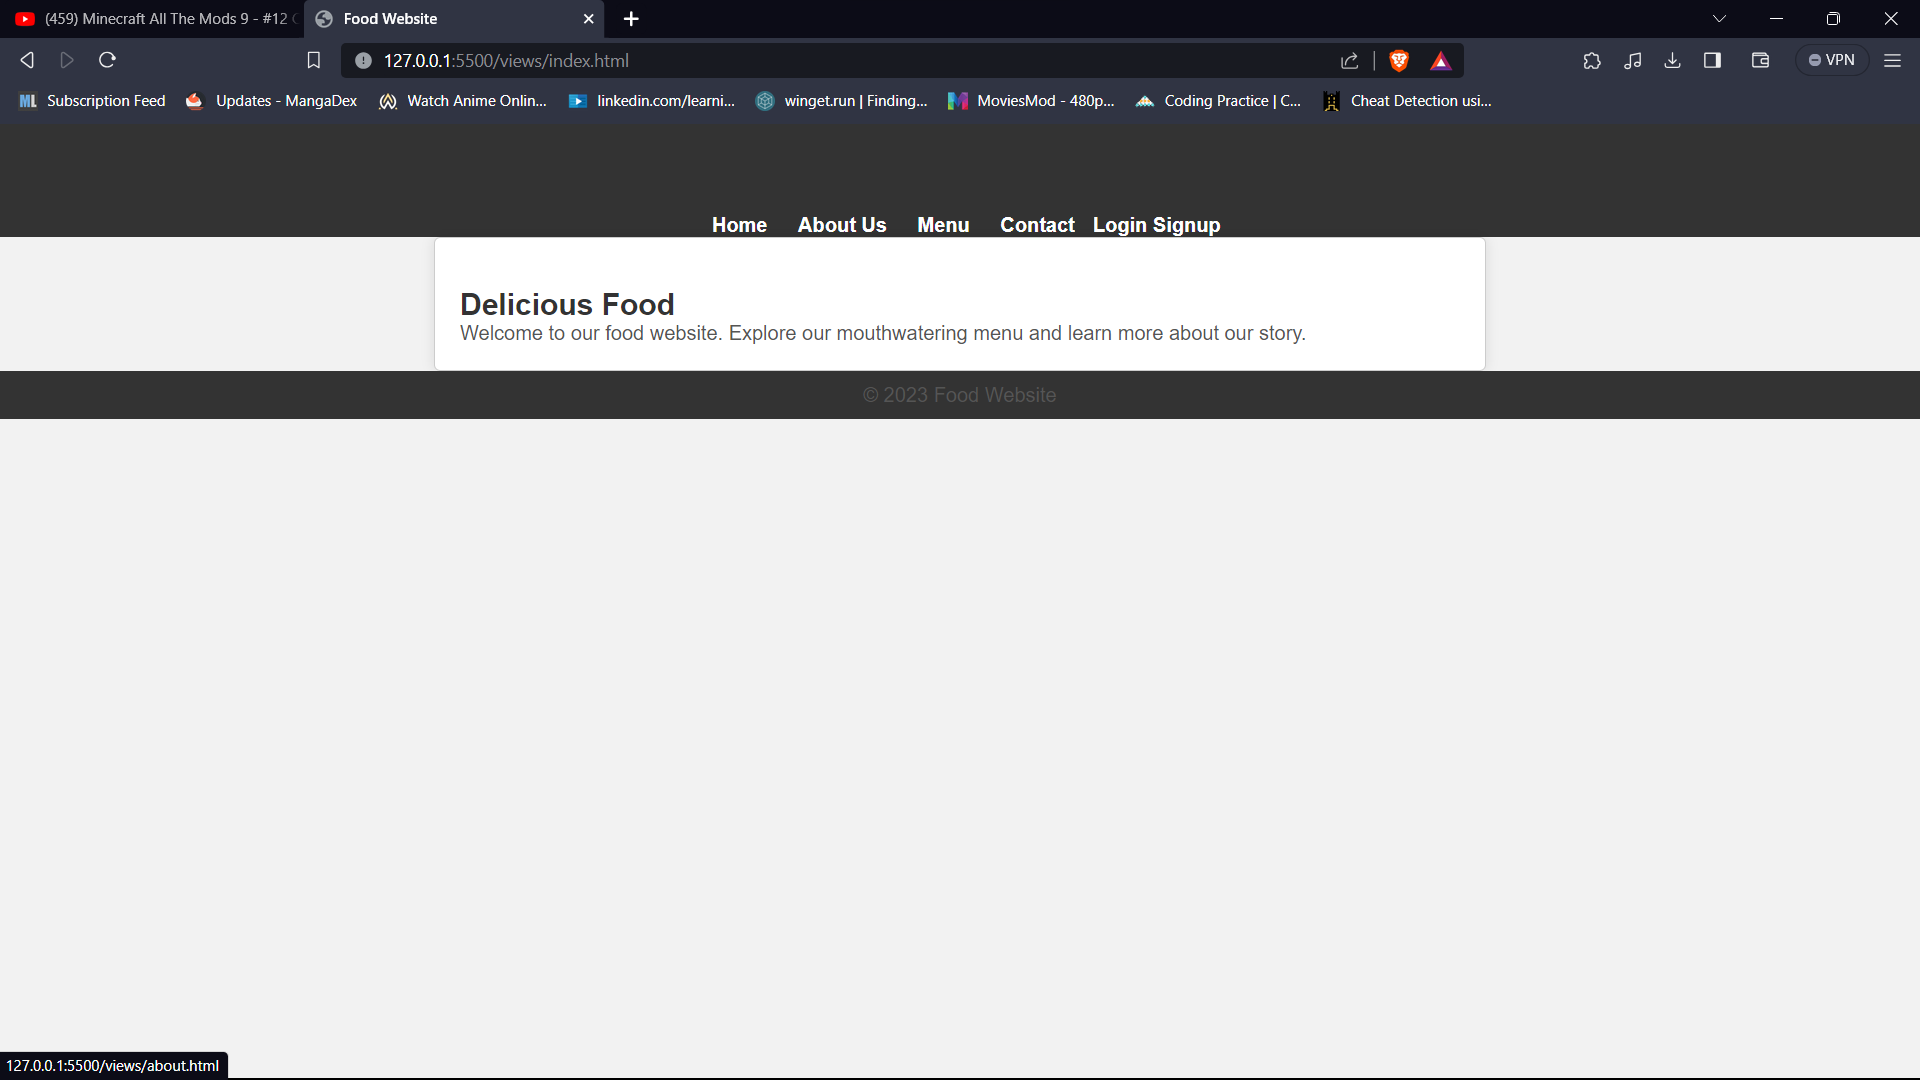 (459) Minecraft All The Mods 9 - #12
Food Website
127.0.0.1:5500/views/index.html
VPN
ML Subscription Feed
Updates - MangaDex
Watch Anime Onlin...
linkedin.com/learni...
winget.run | Finding...
MoviesMod - 480p...
Coding Practice | C...
Cheat Detection usi...
Home About Us Menu Contact Login Signup
Delicious Food
Welcome to our food website. Explore our mouthwatering menu and learn more about our story.
© 2023 Food Website
127.0.0.1:5500/views/about.html